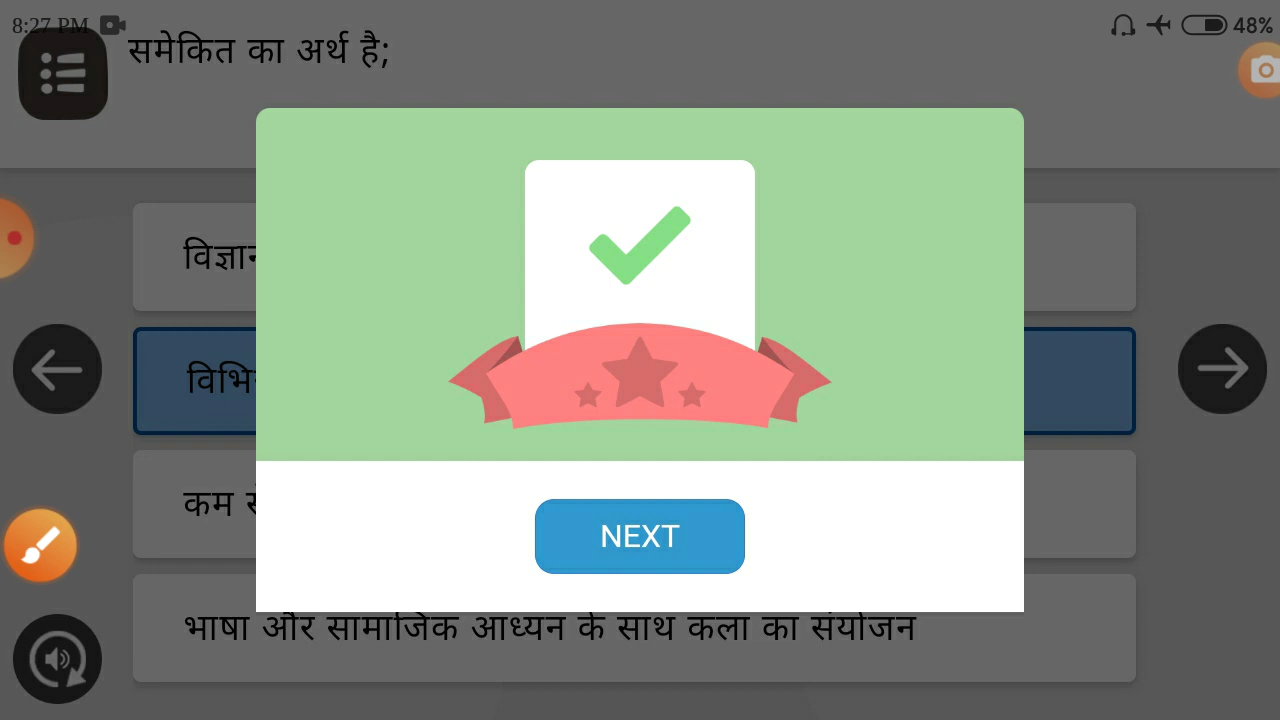 8:27 PM
48%
समेकित का अर्थ है;
कम
NEXT
भाषा और सामाजिक आध्यन के साथ कला का संयोजन